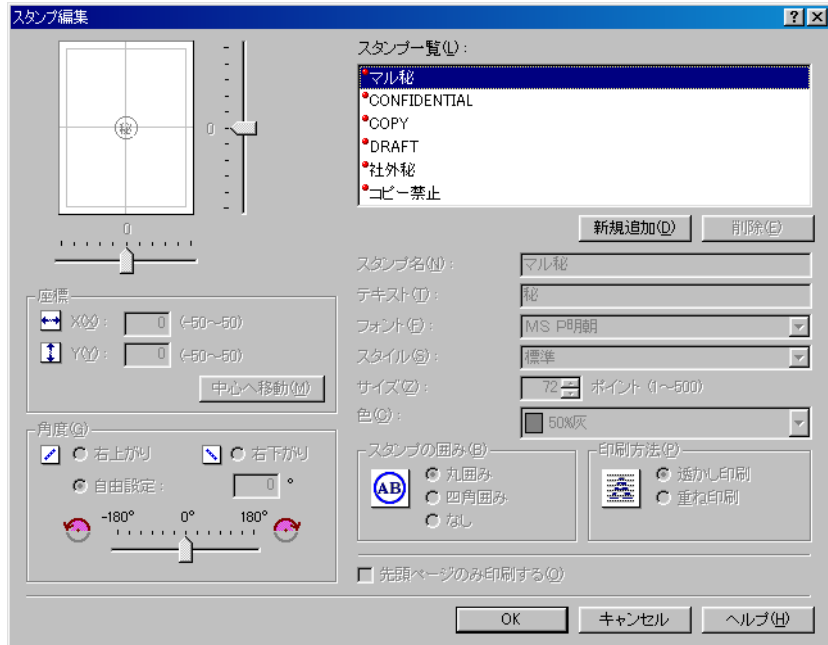 スタンプ編集
スタンプ一覧(L):
マル秘
CONFIDENTIAL
COPY
DRAFT
社外秘
コピー禁止
秘
0
0
新規追加(D)
削除(E)
スタンプ名(N):
マル秘
テキスト(T):
秘
フォント(F):
MS P明朝
スタイル(S):
標準
サイズ(Z):
72
ポイント (1～500)
色(C):
50%灰
座標
X(X): 0 (-50～50)
Y(Y): 0 (-50～50)
中心へ移動(M)
角度(G)
右上がり
右下がり
自由設定: 0 °
-180° 0° 180°
スタンプの囲み(B)
AB
丸囲み
四角囲み
なし
印刷方法(P)
透かし印刷
重ね印刷
先頭ページのみ印刷する(O)
OK
キャンセル
ヘルプ(H)